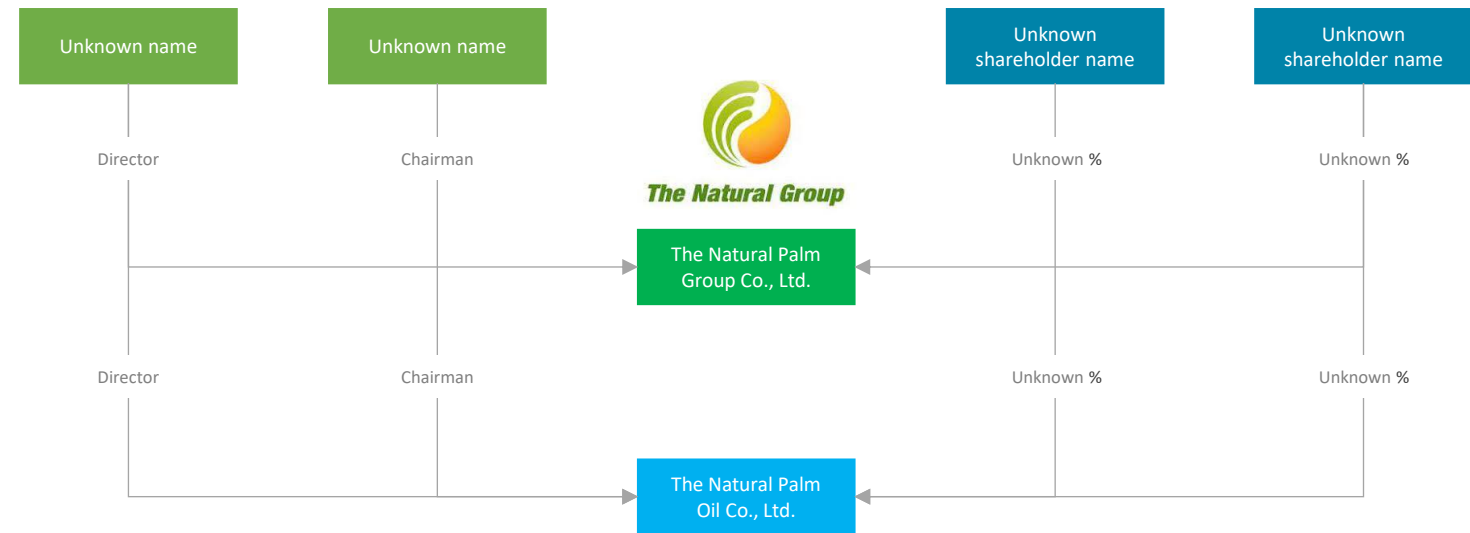 Unknown name
Unknown name
Unknown
shareholder name
Unknown
shareholder name
Director
Chairman
Unknown %
Unknown %
The Natural Group
The Natural Palm
Group Co., Ltd.
Director
Chairman
Unknown %
Unknown %
The Natural Palm
Oil Co., Ltd.